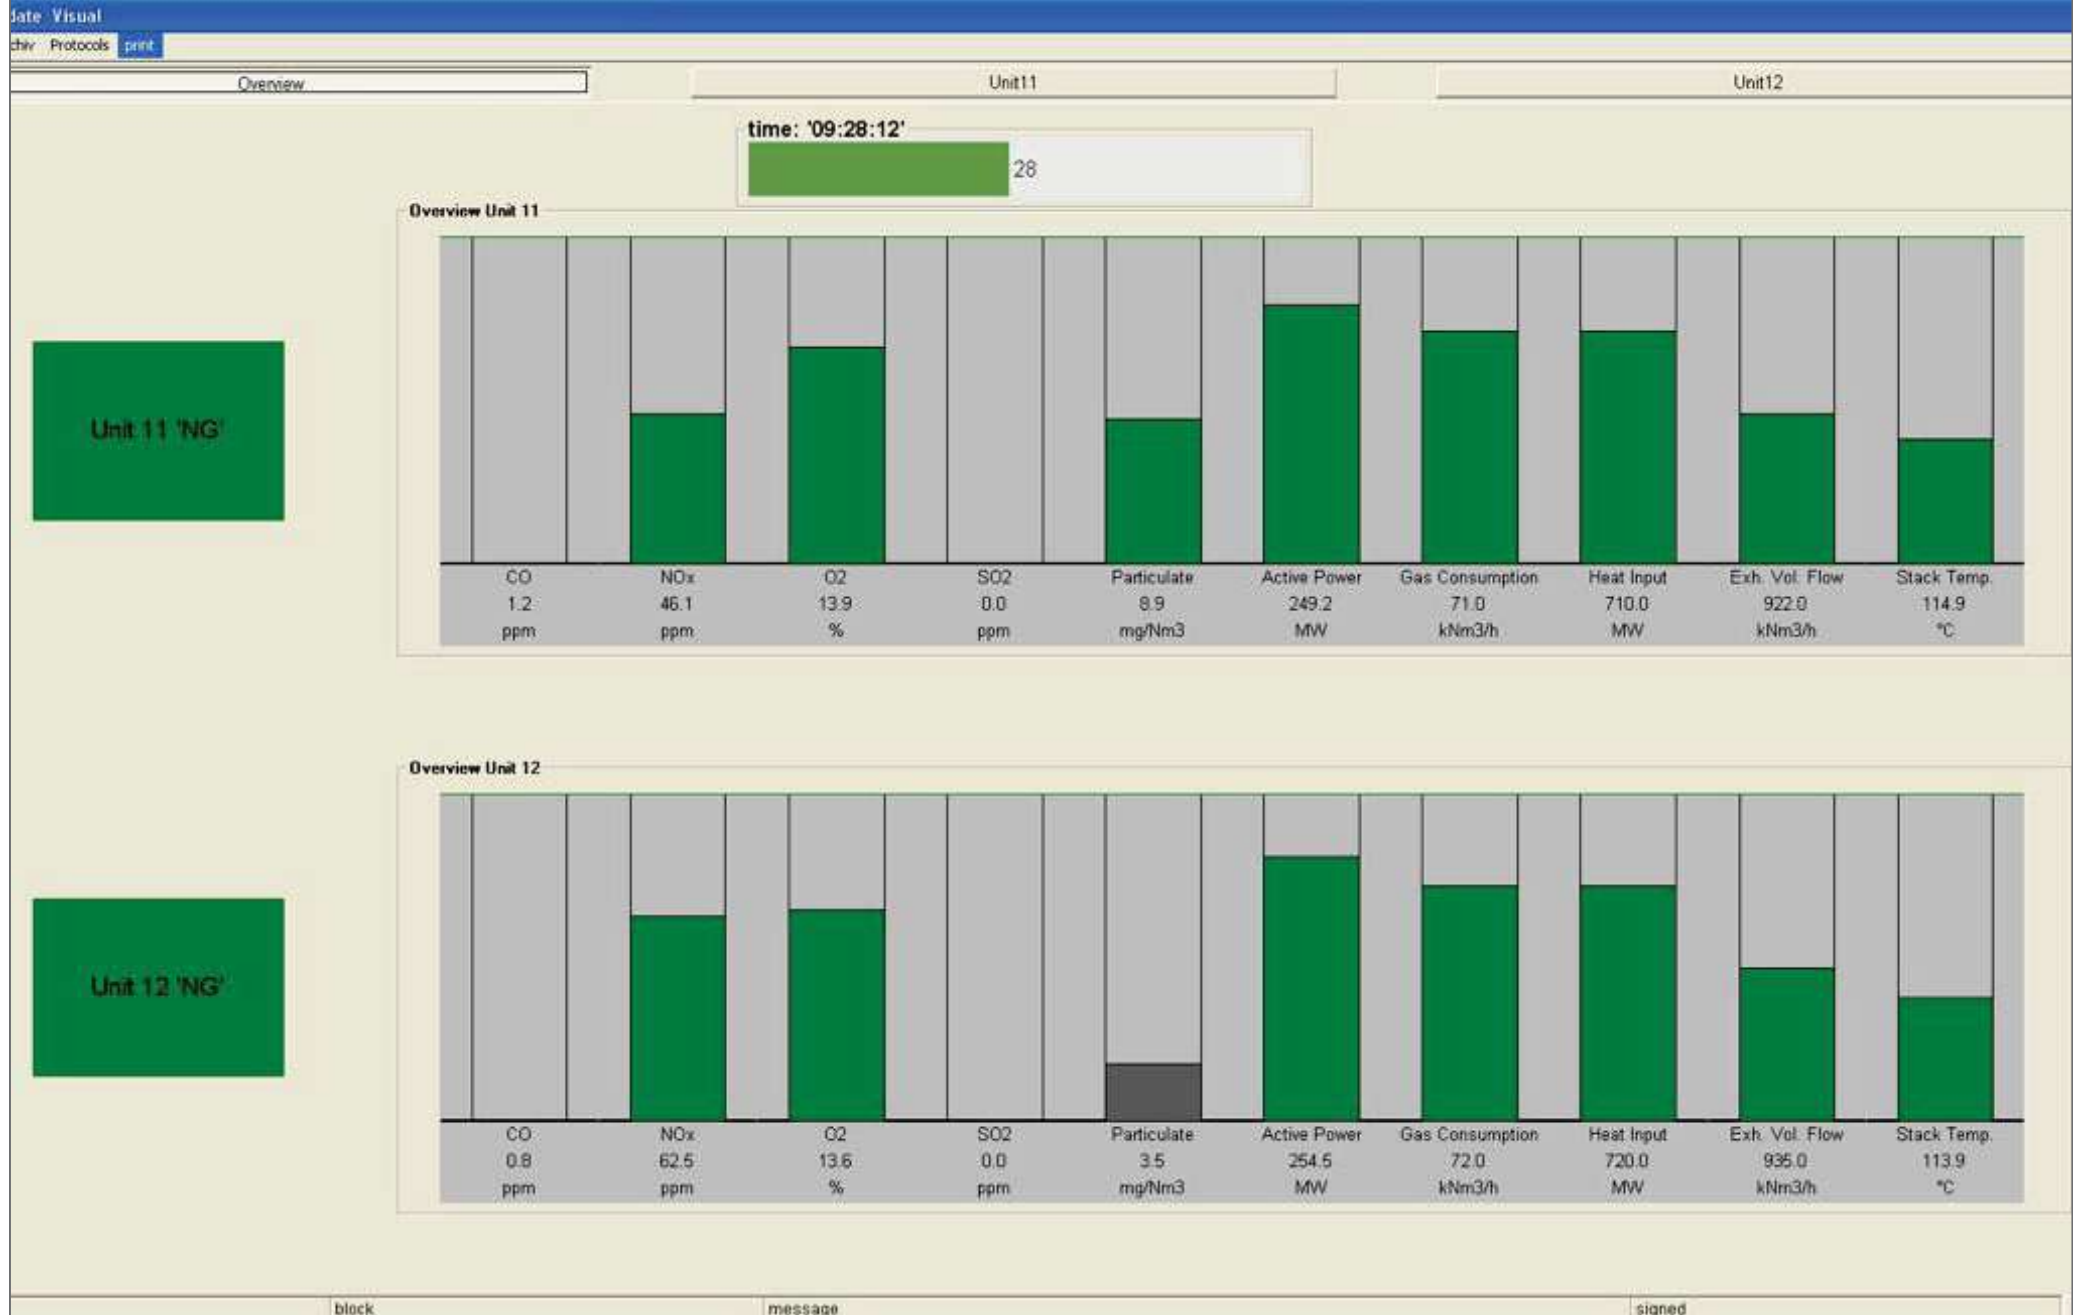 date Visual
chiv Protocols print
Overview Unit11 Unit12
time: '09:28:12'
28
Overview Unit 11
Unit 11 'NG'
CO NOx O2 SO2 Particulate Active Power Gas Consumption Heat Input Exh. Vol. Flow Stack Temp.
1.2 46.1 13.9 0.0 8.9 249.2 71.0 710.0 922.0 114.9
ppm ppm % ppm mg/Nm3 MW kNm3/h MW kNm3/h °C
Overview Unit 12
Unit 12 'NG'
CO NOx O2 SO2 Particulate Active Power Gas Consumption Heat Input Exh. Vol. Flow Stack Temp.
0.8 62.5 13.6 0.0 3.5 254.5 72.0 720.0 935.0 113.9
ppm ppm % ppm mg/Nm3 MW kNm3/h MW kNm3/h °C
block message signed